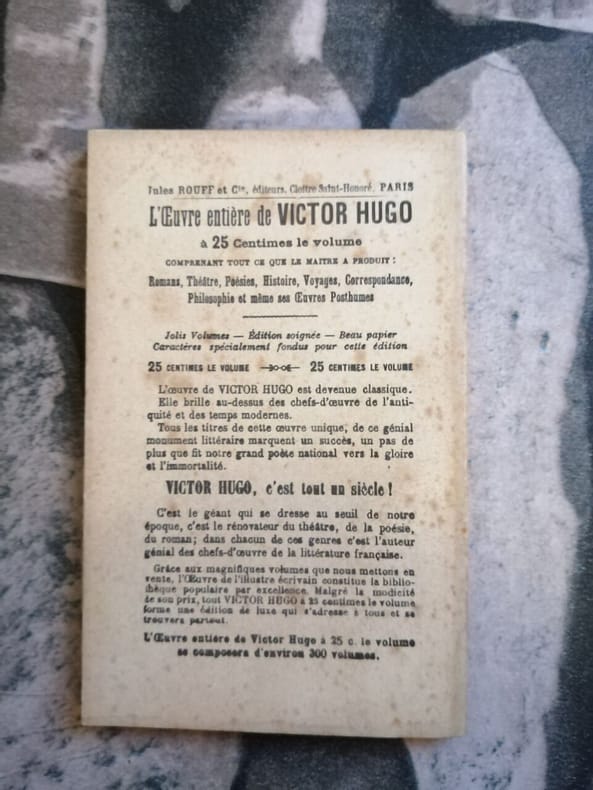 Jules ROUFF et Cie, éditeurs, Cloître Saint-Honoré, PARIS
L'Œuvre entière de VICTOR HUGO
à 25 Centimes le volume
COMPRENANT TOUT CE QUE LE MAITRE A PRODUIT :
Romans, Théâtre, Poésies, Histoire, Voyages, Correspondance,
Philosophie et même ses Œuvres Posthumes
Jolis Volumes — Édition soignée — Beau papier
Caractères spécialement fondus pour cette édition
25 CENTIMES LE VOLUME 25 CENTIMES LE VOLUME
L'œuvre de VICTOR HUGO est devenue classique.
Elle brille au-dessus des chefs-d'œuvre de l'anti-
quité et des temps modernes.
Tous les titres de cette œuvre unique, de ce génial
monument littéraire marquent un succès, un pas de
plus que fit notre grand poète national vers la gloire
et l'immortalité.
VICTOR HUGO, c'est tout un siècle !
C'est le géant qui se dresse au seuil de notre
époque, c'est le rénovateur du théâtre, de la poésie,
du roman; dans chacun de ces genres c'est l'auteur
génial des chefs-d'œuvre de la littérature française.
Grâce aux magnifiques volumes que nous mettons en
vente, l'Œuvre de l'illustre écrivain constitue la biblio-
thèque populaire par excellence. Malgré la modicité
de son prix, tout VICTOR HUGO à 25 centimes le volume
forme une édition de luxe qui s'adresse à tous et se
trouvera partout.
L'Œuvre entière de Victor Hugo à 25 c. le volume
se composera d'environ 300 volumes.